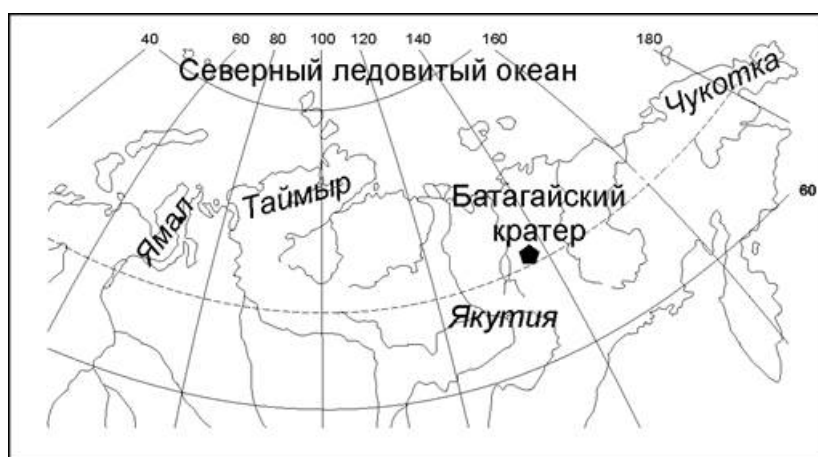 40 60 80 100 120 140 160 180
Северный ледовитый океан
Чукотка
Таймыр
Ямал
Батагайский
кратер
60
Якутия